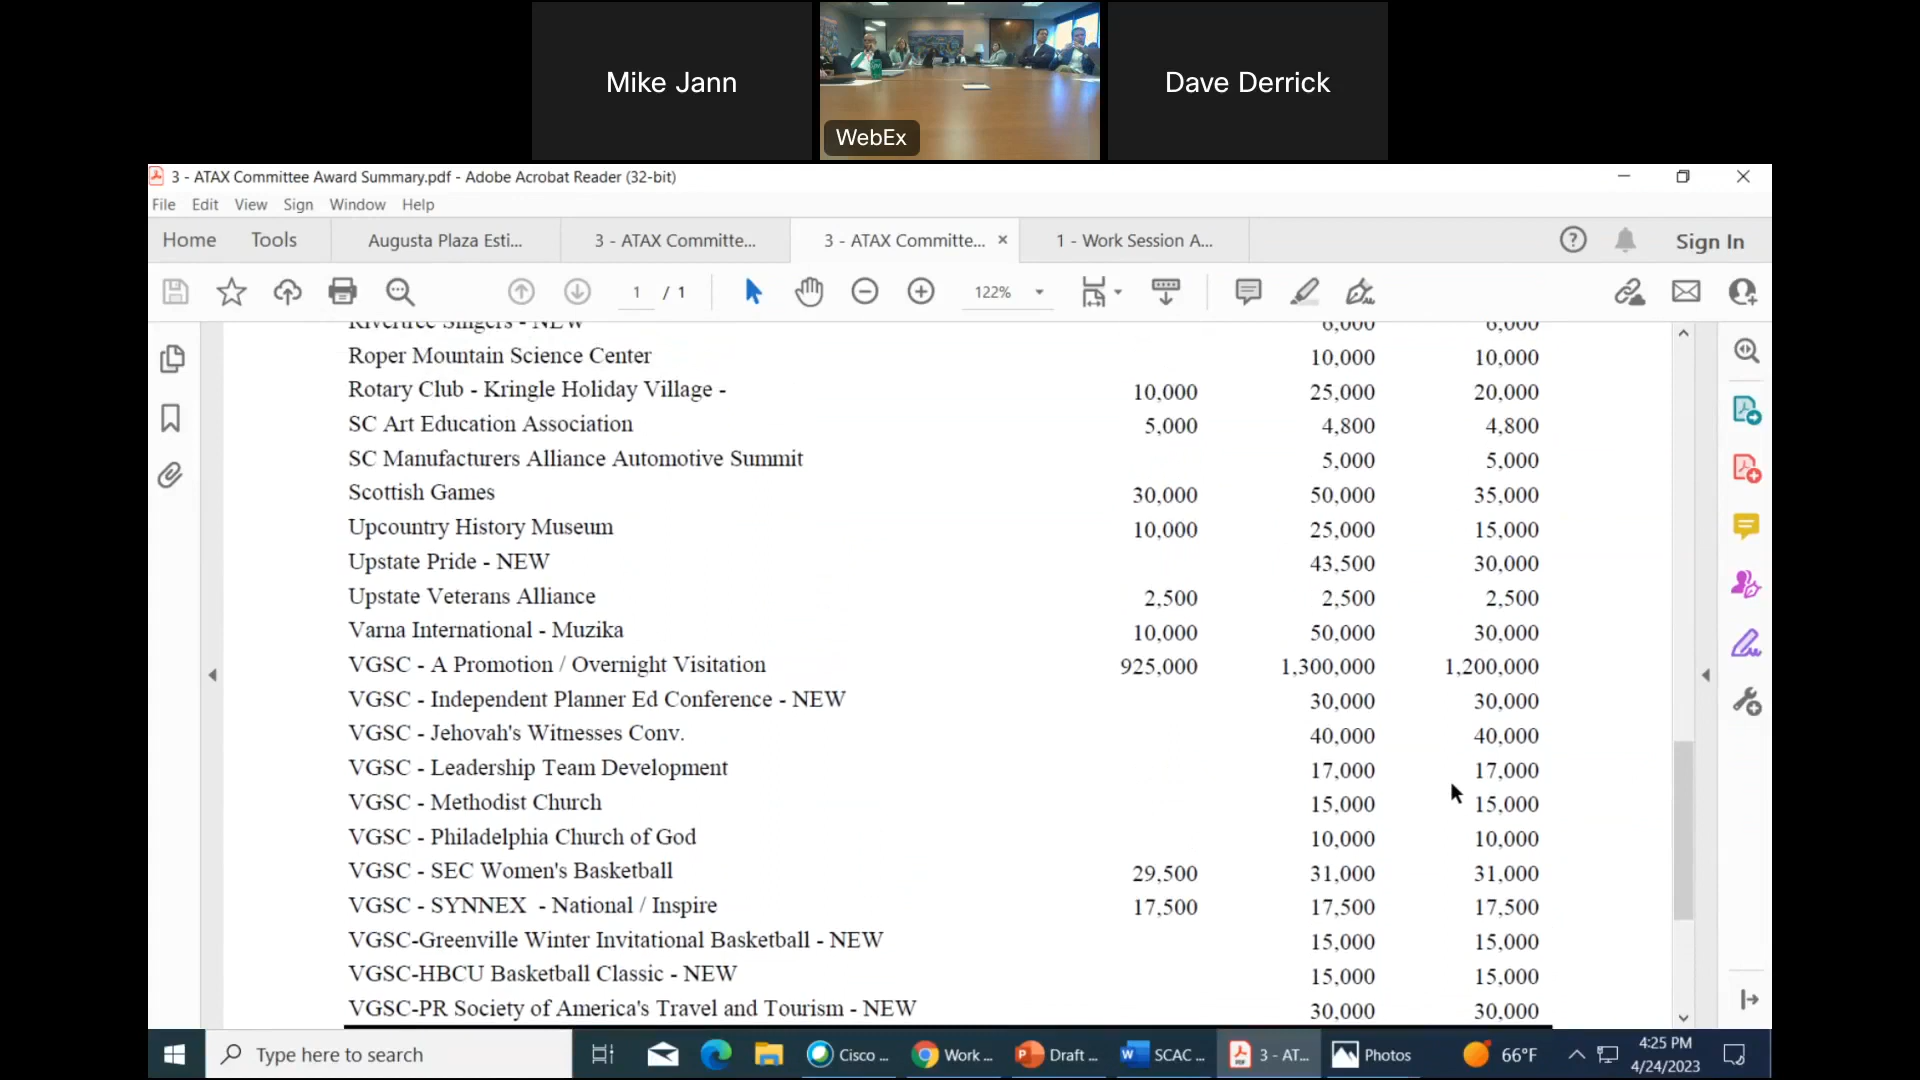 Mike Jann
WebEx
Dave Derrick
3 - ATAX Committee Award Summary.pdf - Adobe Acrobat Reader (32-bit)
File Edit View Sign Window Help
Home Tools Augusta Plaza Esti... 3 - ATAX Committe... 3 - ATAX Committe... × 1 - Work Session A... Sign In
1 / 1 122%
Rivertree Singers - NEW 6,000 6,000
Roper Mountain Science Center 10,000 10,000
Rotary Club - Kringle Holiday Village - 10,000 25,000 20,000
SC Art Education Association 5,000 4,800 4,800
SC Manufacturers Alliance Automotive Summit 5,000 5,000
Scottish Games 30,000 50,000 35,000
Upcountry History Museum 10,000 25,000 15,000
Upstate Pride - NEW 43,500 30,000
Upstate Veterans Alliance 2,500 2,500 2,500
Varna International - Muzika 10,000 50,000 30,000
VGSC - A Promotion / Overnight Visitation 925,000 1,300,000 1,200,000
VGSC - Independent Planner Ed Conference - NEW 30,000 30,000
VGSC - Jehovah's Witnesses Conv. 40,000 40,000
VGSC - Leadership Team Development 17,000 17,000
VGSC - Methodist Church 15,000 15,000
VGSC - Philadelphia Church of God 10,000 10,000
VGSC - SEC Women's Basketball 29,500 31,000 31,000
VGSC - SYNNEX - National / Inspire 17,500 17,500 17,500
VGSC-Greenville Winter Invitational Basketball - NEW 15,000 15,000
VGSC-HBCU Basketball Classic - NEW 15,000 15,000
VGSC-PR Society of America's Travel and Tourism - NEW 30,000 30,000
Type here to search Cisco ... Work ... Draft ... SCAC ... 3 - AT... Photos 66°F 4:25 PM
4/24/2023